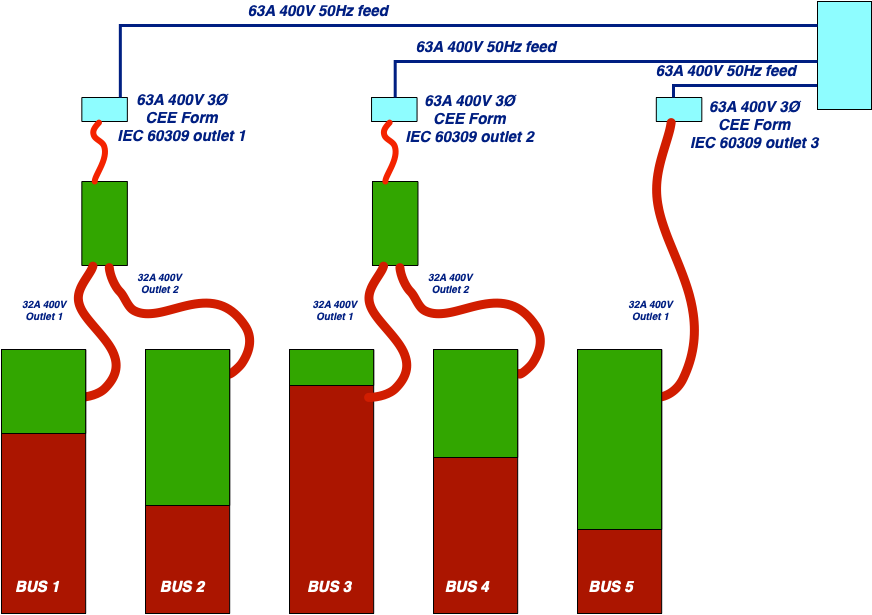 63A 400V 50Hz feed
63A 400V 50Hz feed
63A 400V 50Hz feed
63A 400V 3Ø
CEE Form
IEC 60309 outlet 1
63A 400V 3Ø
CEE Form
IEC 60309 outlet 2
63A 400V 3Ø
CEE Form
IEC 60309 outlet 3
32A 400V
Outlet 1
32A 400V
Outlet 2
32A 400V
Outlet 1
32A 400V
Outlet 2
32A 400V
Outlet 1
BUS 1
BUS 2
BUS 3
BUS 4
BUS 5